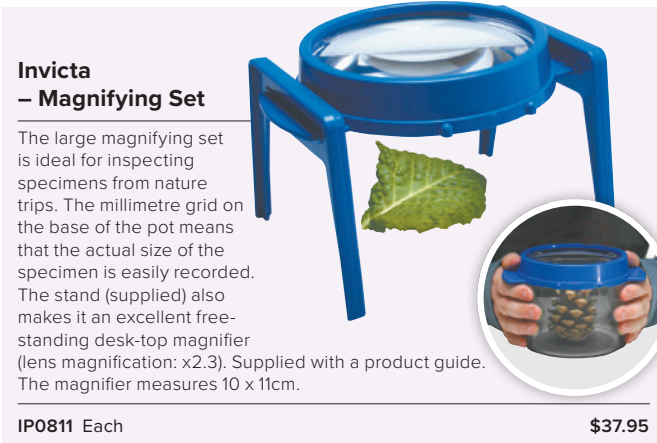 Invicta
– Magnifying Set
The large magnifying set
is ideal for inspecting
specimens from nature
trips. The millimetre grid on
the base of the pot means
that the actual size of the
specimen is easily recorded.
The stand (supplied) also
makes it an excellent free-
standing desk-top magnifier
(lens magnification: x2.3). Supplied with a product guide.
The magnifier measures 10 x 11cm.
IP0811 Each
$37.95